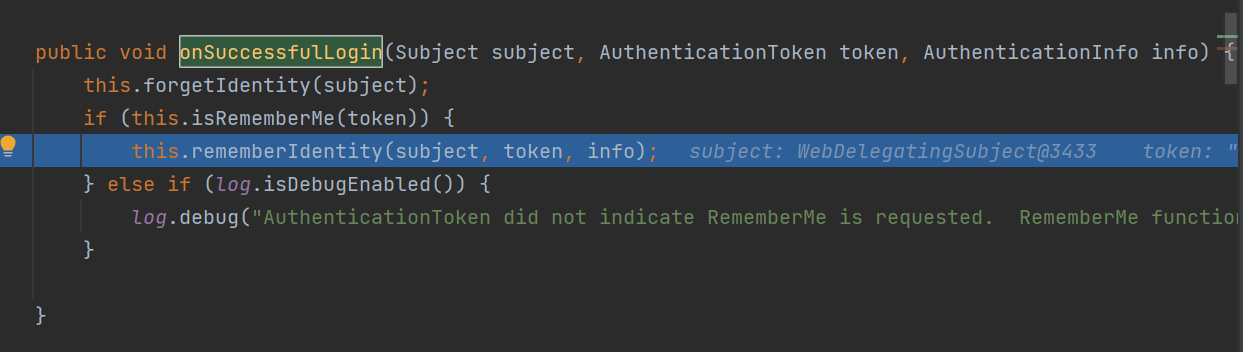 public void onSuccessfulLogin(Subject subject, AuthenticationToken token, AuthenticationInfo info) {
this.forgetIdentity(subject);
if (this.isRememberMe(token)) {
this.rememberIdentity(subject, token, info); subject: WebDelegatingSubject@3433 token: "
} else if (log.isDebugEnabled()) {
log.debug("AuthenticationToken did not indicate RememberMe is requested. RememberMe function
}
}